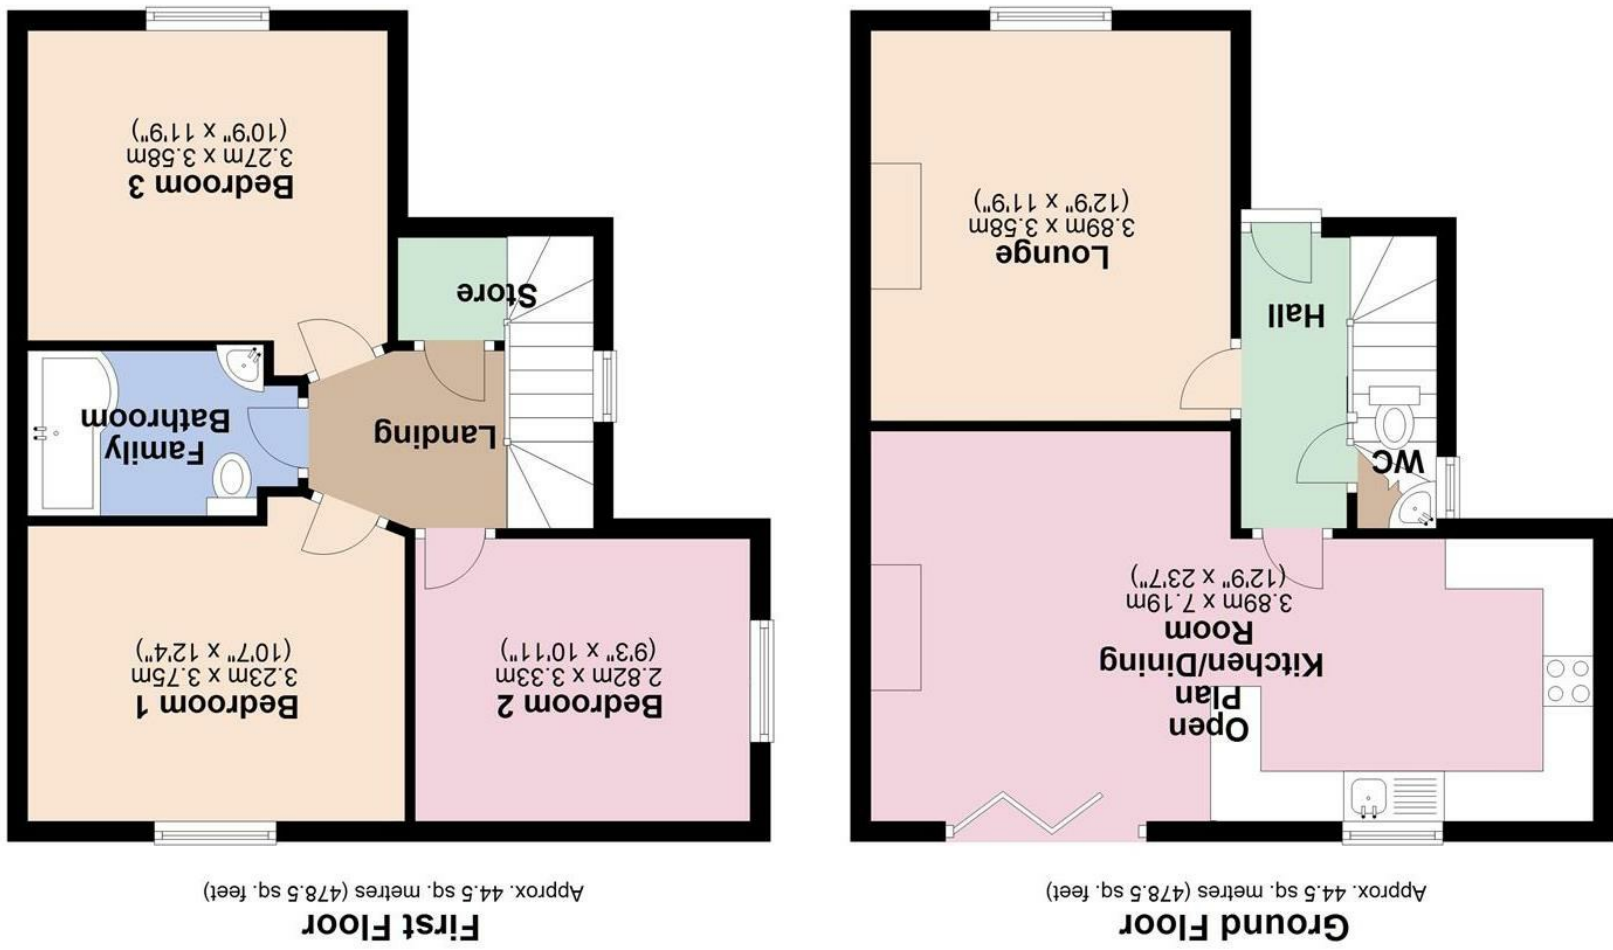 Ground Floor
Approx. 44.5 sq. metres (478.5 sq. feet)
Open
Plan
Kitchen/Dining
Room
3.89m x 7.19m
(12'9" x 23'7")
WC
Hall
Lounge
3.89m x 3.58m
(12'9" x 11'9")
First Floor
Approx. 44.5 sq. metres (478.5 sq. feet)
Bedroom 2
2.82m x 3.33m
(9'3" x 10'11")
Bedroom 1
3.23m x 3.75m
(10'7" x 12'4")
Landing
Family
Bathroom
Store
Bedroom 3
3.27m x 3.58m
(10'9" x 11'9")